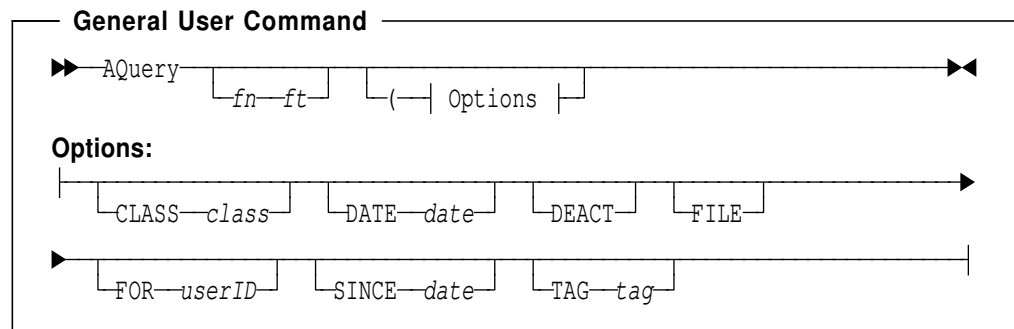 General User Command
AQuery
fn ft ( Options
Options:
CLASS class DATE date DEACT FILE
FOR userID SINCE date TAG tag